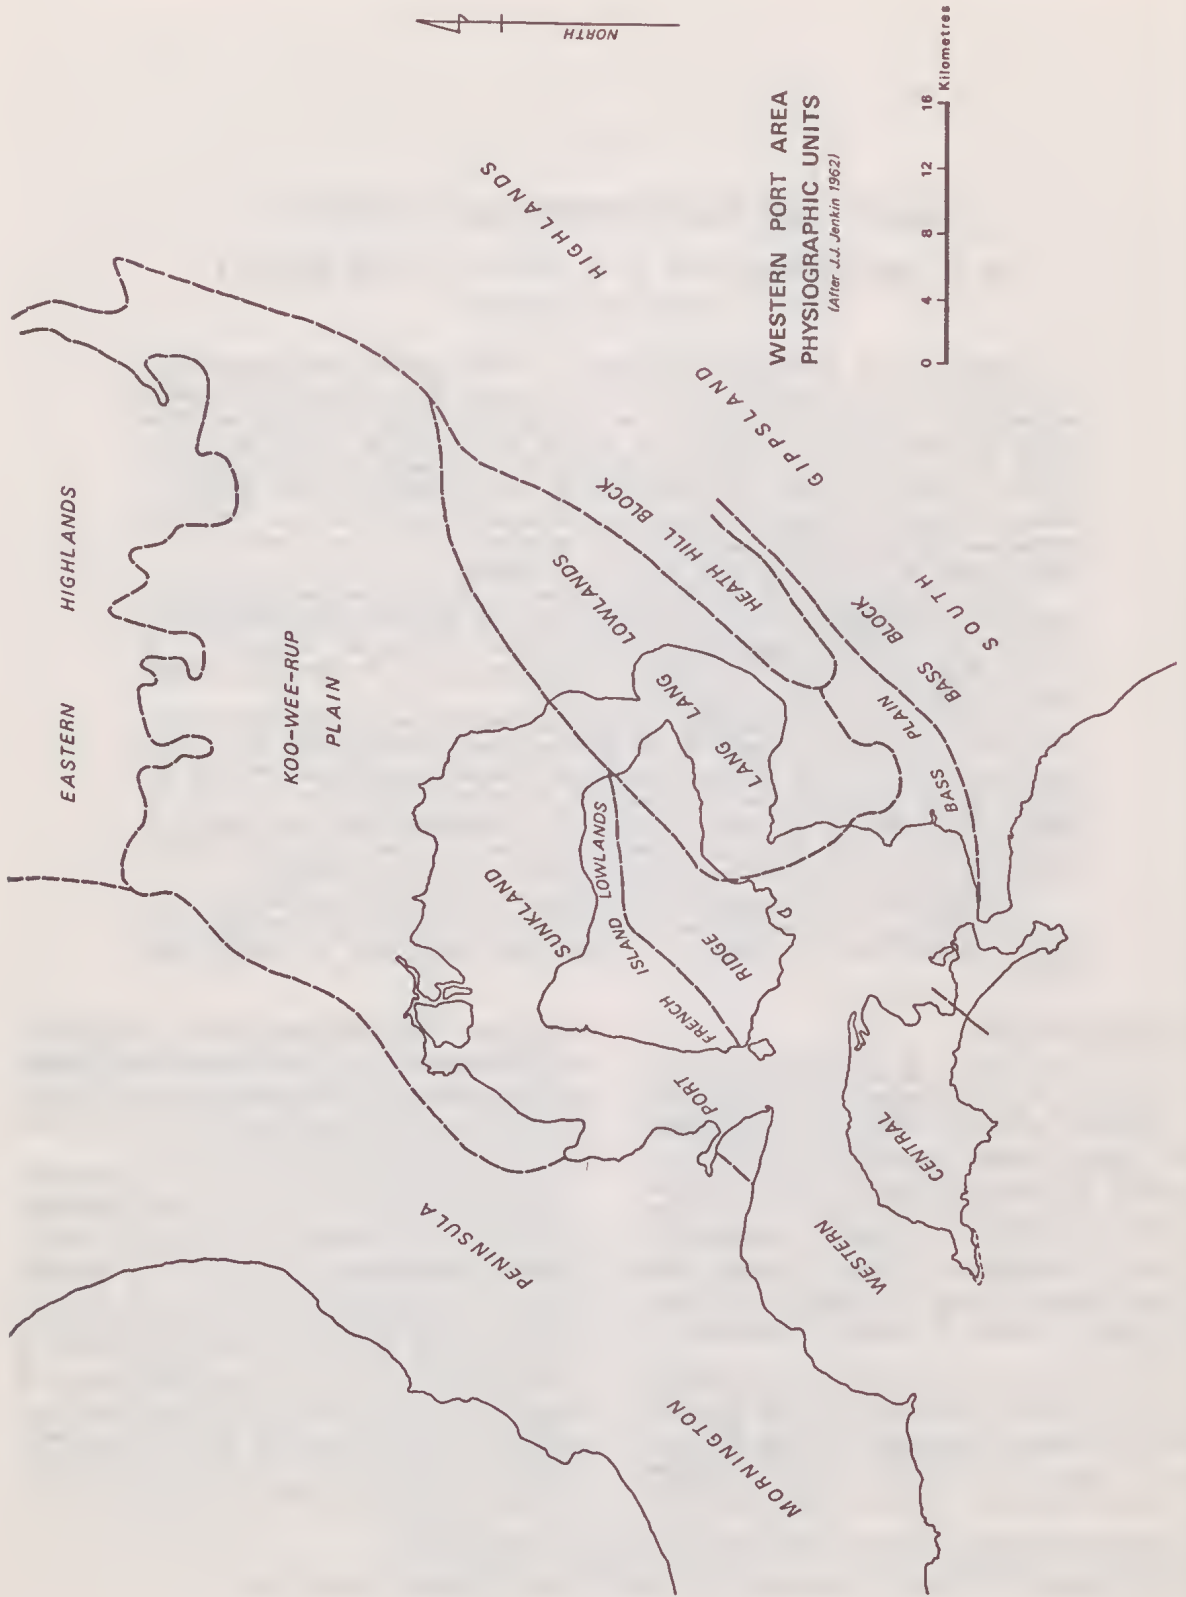 NORTH
EASTERN HIGHLANDS
KOO-WEE-RUP
PLAIN
HIGHLANDS
GIPPSLAND
SOUTH
HEATH HILL BLOCK
BASS BLOCK
BASS PLAIN
LANG LANG LOWLANDS
WESTERN PORT SUNKLAND
FRENCH ISLAND LOWLANDS
CENTRAL RIDGE
MORNINGTON PENINSULA
WESTERN PORT AREA
PHYSIOGRAPHIC UNITS
(After J.J. Jenkin 1962)
0 4 8 12 16 Kilometres